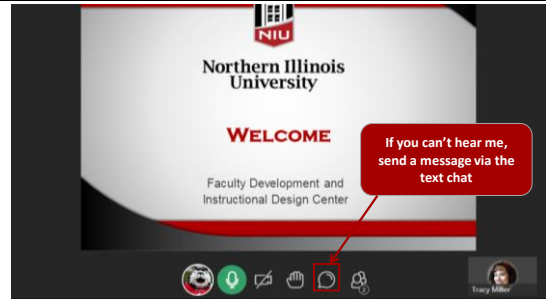 NIU
Northern Illinois
University
WELCOME
Faculty Development and
Instructional Design Center
If you can't hear me,
send a message via the
text chat
2
Tracy Miller